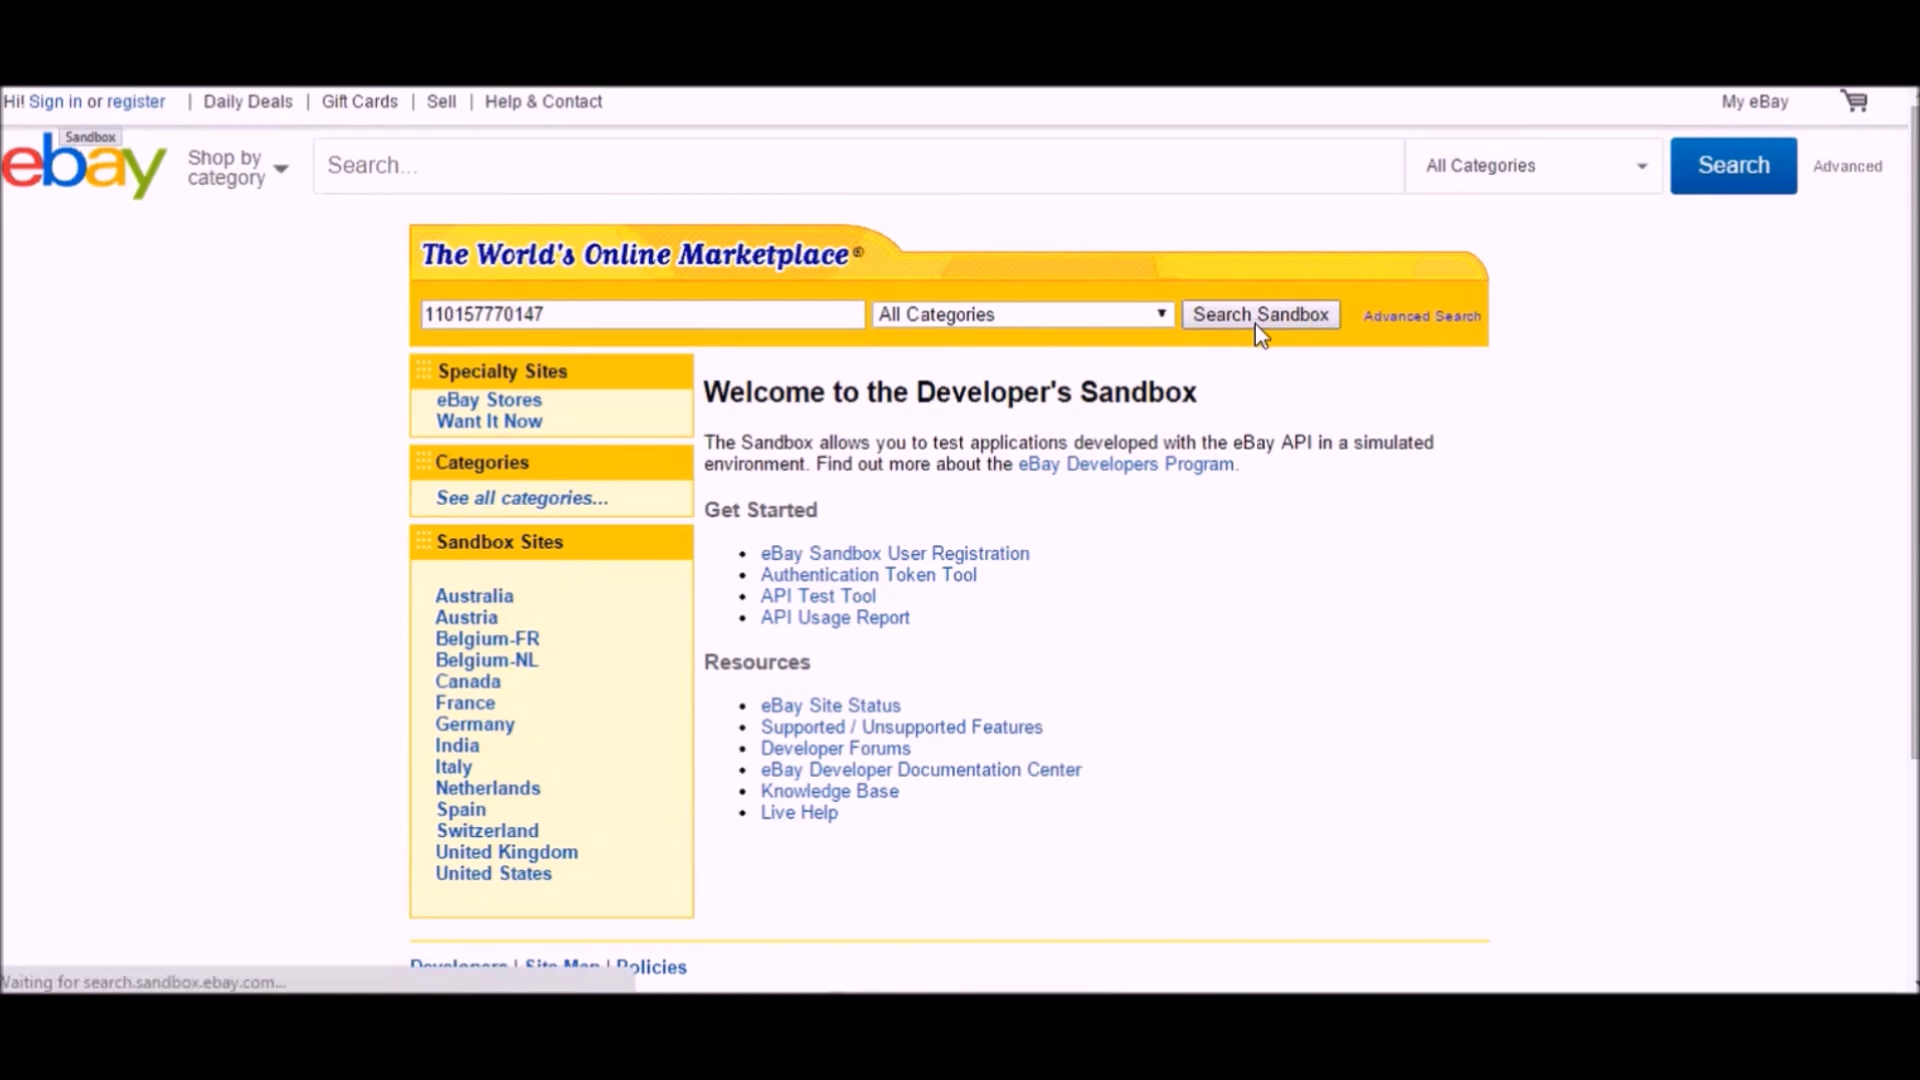 Hi! Sign in or register | Daily Deals | Gift Cards | Sell | Help & Contact My eBay
Sandbox
ebay
Shop by
category
Search...
All Categories
Search
Advanced
The World's Online Marketplace®
110157770147
All Categories
Search Sandbox
Advanced Search
Specialty Sites
eBay Stores
Want It Now
Categories
See all categories...
Sandbox Sites
Australia
Austria
Belgium-FR
Belgium-NL
Canada
France
Germany
India
Italy
Netherlands
Spain
Switzerland
United Kingdom
United States
Welcome to the Developer's Sandbox
The Sandbox allows you to test applications developed with the eBay API in a simulated
environment. Find out more about the eBay Developers Program.
Get Started
• eBay Sandbox User Registration
• Authentication Token Tool
• API Test Tool
• API Usage Report
Resources
• eBay Site Status
• Supported / Unsupported Features
• Developer Forums
• eBay Developer Documentation Center
• Knowledge Base
• Live Help
Developers | Site Map | Policies
Waiting for search.sandbox.ebay.com...